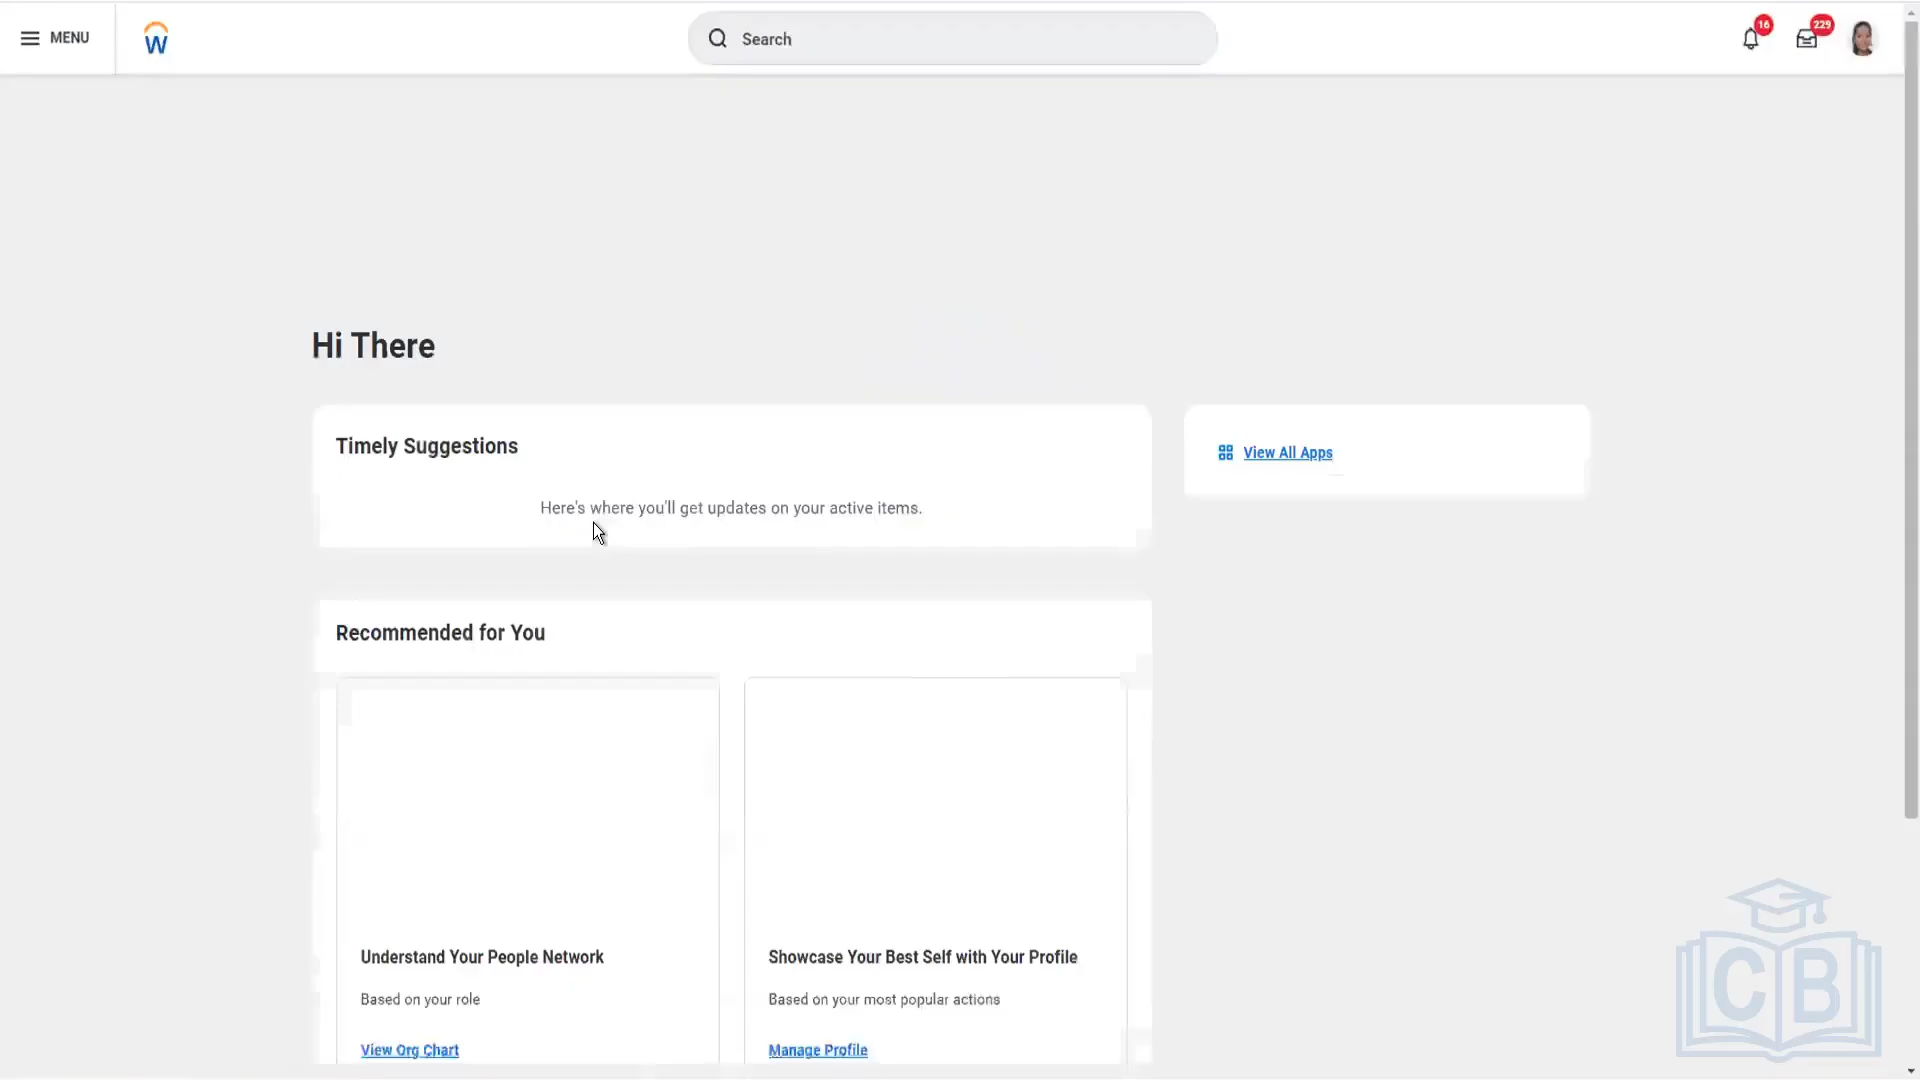 MENU
W
Search
16
229
Hi There
Timely Suggestions
Here's where you'll get updates on your active items.
View All Apps
Recommended for You
Understand Your People Network
Based on your role
View Org Chart
Showcase Your Best Self with Your Profile
Based on your most popular actions
Manage Profile
CB